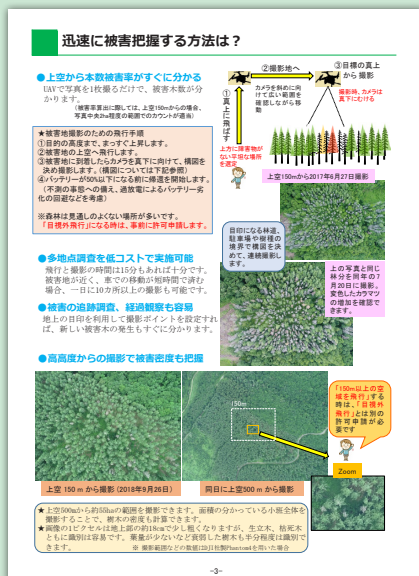 迅速に被害把握する方法は？
●上空から本数被害率がすぐに分かる
UAVで写真を1枚撮るだけで、被害本数が分
かります。
（被害率算出に際しては、上空150mからの場合、
写真中央2ha程度の範囲でのカウントが適当）
★被害地撮影のための飛行手順
①目的の高度まで、まっすぐ上昇します。
②被害地の上空へ飛行します。
③被害地に到着したらカメラを真下に向けて、構図を
決め撮影します。（構図については下記参照）
④バッテリーが50％以下になる前に帰還を開始します。
（不測の事態への備え、過放電によるバッテリー劣
化の回避などを考慮）
※森林は見通しのよくない場所が多いです。
「目視外飛行」になる時は、事前に許可申請します。
②撮影地へ
③目標の真上
から 撮影
カメラを斜めに向
けて広い範囲を
確認しながら移
動
撮影時、カメラは
真下にむける
①真上に飛ばす
上方に障害物が
ない平坦な場所
を選定
上空150mから2017年6月27日撮影
目印になる林道、
駐車場や樹種の
境界で構図を決
めて、連続撮影し
ます。
上の写真と同じ
林分を同年の7
月20日に撮影。
変色したカラマツ
の増加を確認で
きます。
●多地点調査を低コストで実施可能
飛行と撮影の時間は15分もあれば十分です。
被害地が近く、車での移動が短時間で済む
場合、一日に10カ所以上の撮影も可能です。
●被害の追跡調査、経過観察も容易
地上の目印を利用して撮影ポイントを設定すれ
ば、新しい被害木の発生もすぐに分かります。
●高高度からの撮影で被害密度も把握
150m
「150m以上の空
域を飛行」する
時は、「目視外
飛行」とは別の
許可申請が必
要です
Zoom
上空 150 m から撮影（2018年9月26日）
同日に上空500 m から撮影
★上空500mから約55haの範囲を撮影できます。面積の分かっている小班全体を
撮影することで、樹木の密度も計算できます。
★画像の1ピクセルは地上部の約18cmで少し粗くなりますが、生立木、枯死木
ともに識別は容易です。葉量が少ないなど衰弱した樹木も半分程度は識別で
きます。
※ 撮影範囲などの数値はDJI社製Phantom4を用いた場合
-3-